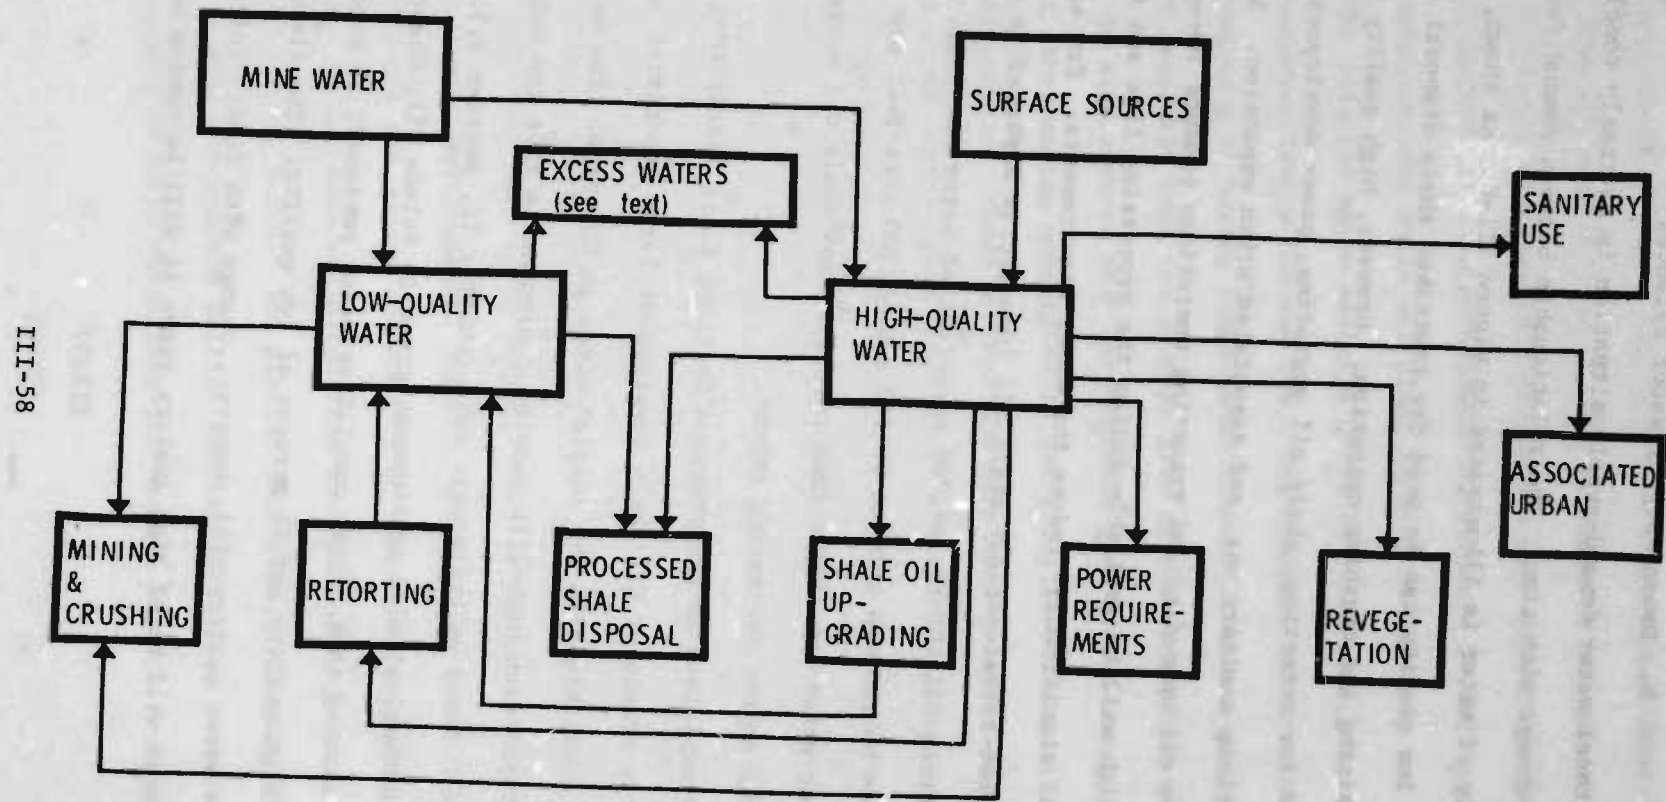 MINE WATER
SURFACE SOURCES
EXCESS WATERS
(see text)
SANITARY
USE
LOW-QUALITY
WATER
HIGH-QUALITY
WATER
ASSOCIATED
URBAN
MINING
&
CRUSHING
RETORTING
PROCESSED
SHALE
DISPOSAL
SHALE OIL
UP-
GRADING
POWER
REQUIRE-
MENTS
REVEGE-
TATION
III-58